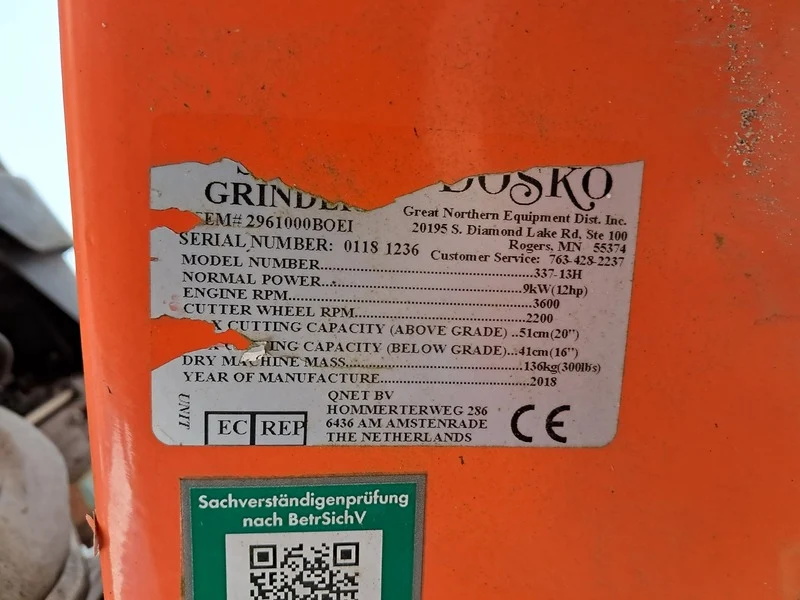 GRINDE
DOSKO
EM# 2961000BOEI
Great Northern Equipment Dist. Inc.
20195 S. Diamond Lake Rd, Ste 100
Rogers, MN 55374
Customer Service: 763-428-2237
SERIAL NUMBER: 0118 1236
MODEL NUMBER...337-13H
NORMAL POWER...9kW(12hp)
ENGINE RPM...3600
CUTTER WHEEL RPM...2200
X CUTTING CAPACITY (ABOVE GRADE) ..51cm(20")
ING CAPACITY (BELOW GRADE)...41cm(16")
DRY MACHINE MASS...136kg(300lbs)
YEAR OF MANUFACTURE...2018
UNIT
EC REP
QNET BV
HOMMERTERWEG 286
6436 AM AMSTENRADE
THE NETHERLANDS
CE
Sachverständigenprüfung
nach BetrSichV